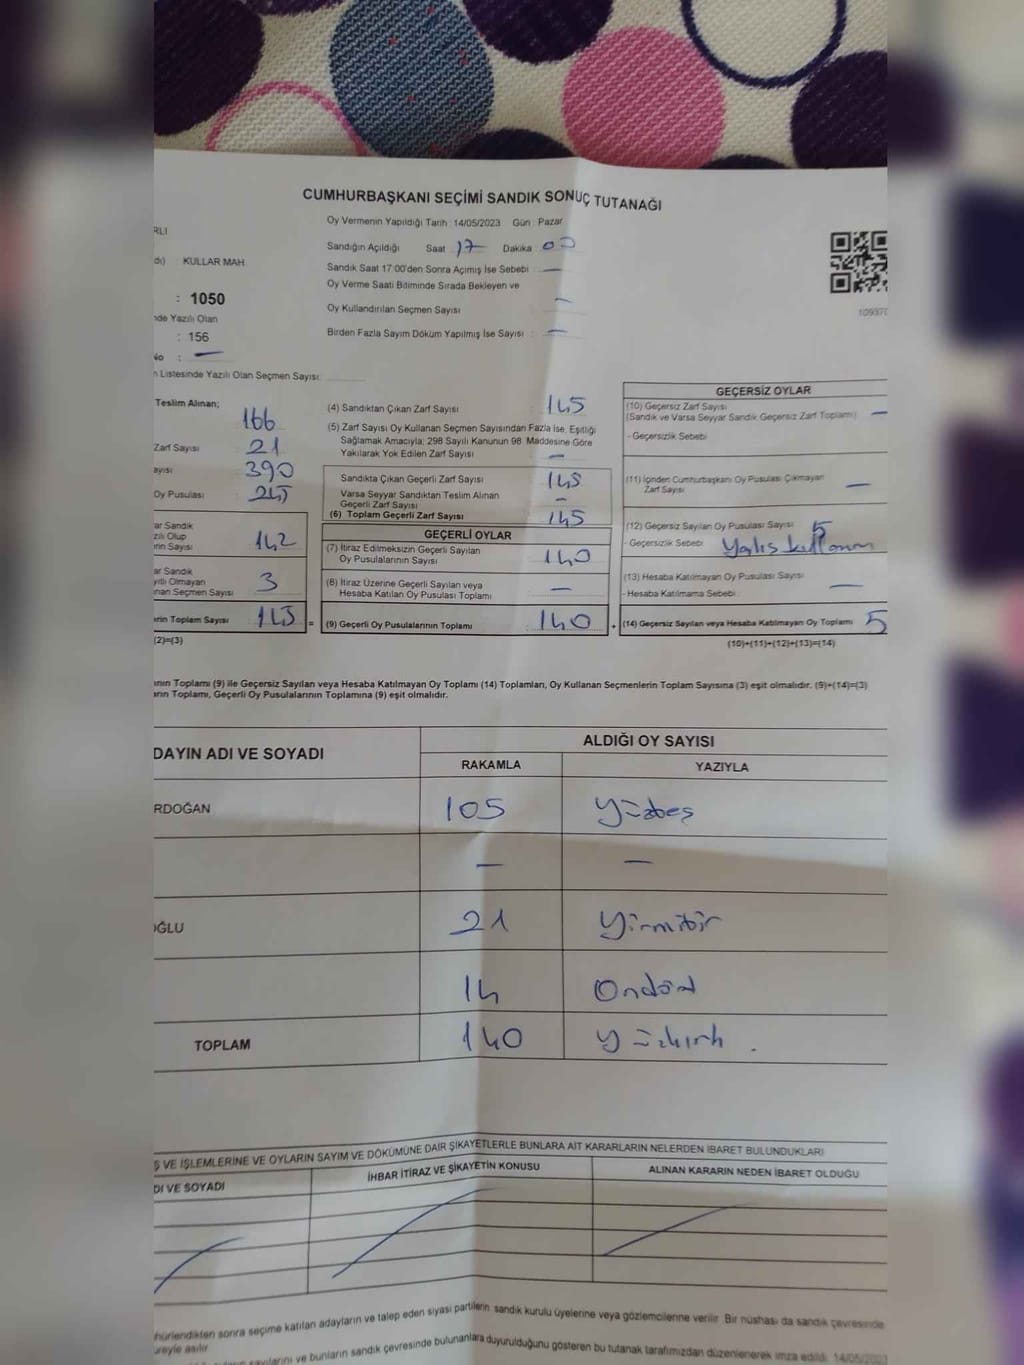 CUMHURBAŞKANI SEÇİMİ SANDIK SONUÇ TUTANAĞI
Oy Vermenin Yapıldığı Tarih : 14/05/2023 Gün : Pazar
RLİ
Sandığın Açıldığı Saat 17 Dakika 00
dı) : KULLAR MAH.
Sandık Saat 17:00'den Sonra Açılmış İse Sebebi : —
Oy Verme Saati Bitiminde Sırada Bekleyen ve
: 1050
Oy Kullandırılan Seçmen Sayısı —
nde Yazılı Olan
: 156
Birden Fazla Sayım Döküm Yapılmış İse Sayısı : —
No : —
n Listesinde Yazılı Olan Seçmen Sayısı:
Teslim Alınan;
166
Zarf Sayısı 21
ayısı 390
Oy Pusulası
ar Sandık
zılı Olup
rin Sayısı 142
ar Sandık
yıtlı Olmayan
nan Seçmen Sayısı 3
erin Toplam Sayısı
(2)=(3)
(4) Sandıktan Çıkan Zarf Sayısı : 145
(5) Zarf Sayısı Oy Kullanan Seçmen Sayısından Fazla İse, Eşitliği
Sağlamak Amacıyla; 298 Sayılı Kanunun 98. Maddesine Göre
Yakılarak Yok Edilen Zarf Sayısı —
Sandıkta Çıkan Geçerli Zarf Sayısı 145
Varsa Seyyar Sandıktan Teslim Alınan
Geçerli Zarf Sayısı —
(6) Toplam Geçerli Zarf Sayısı 145
GEÇERLİ OYLAR
(7) İtiraz Edilmeksizin Geçerli Sayılan
Oy Pusulalarının Sayısı 140
(8) İtiraz Üzerine Geçerli Sayılan veya
Hesaba Katılan Oy Pusulası Toplamı —
= (9) Geçerli Oy Pusulalarının Toplamı : 140 +
GEÇERSİZ OYLAR
(10) Geçersiz Zarf Sayısı
(Sandık ve Varsa Seyyar Sandık Geçersiz Zarf Toplamı) —
- Geçersizlik Sebebi
(11) İçinden Cumhurbaşkanı Oy Pusulası Çıkmayan
Zarf Sayısı —
(12) Geçersiz Sayılan Oy Pusulası Sayısı 5
- Geçersizlik Sebebi
(13) Hesaba Katılmayan Oy Pusulası Sayısı
- Hesaba Katılmama Sebebi : —
(14) Geçersiz Sayılan veya Hesaba Katılmayan Oy Toplamı 5
(10)+(11)+(12)+(13)=(14)
nın Toplamı (9) ile Geçersiz Sayılan veya Hesaba Katılmayan Oy Toplamı (14) Toplamları, Oy Kullanan Seçmenlerin Toplam Sayısına (3) eşit olmalıdır. (9)+(14)=(3)
arın Toplamı, Geçerli Oy Pusulalarının Toplamına (9) eşit olmalıdır.
DAYIN ADI VE SOYADI
ALDIĞI OY SAYISI
RAKAMLA YAZIYLA
RDOĞAN 105 Yüzbeş
— —
OĞLU 21 Yirmibir
14 Ondört
TOPLAM 140 Yüzkırk
Ş VE İŞLEMLERİNE VE OYLARIN SAYIM VE DÖKÜMÜNE DAİR ŞİKAYETLERLE BUNLARA AİT KARARLARIN NELERDEN İBARET BULUNDUKLARI
DI VE SOYADI İHBAR İTİRAZ VE ŞİKAYETİN KONUSU ALINAN KARARIN NEDEN İBARET OLDUĞU
hürlendikten sonra seçime katılan adayların ve talep eden siyasi partilerin sandık kurulu üyelerine veya gözlemcilerine verilir. Bir nüshası da sandık çevresinde
ureyle asılır.
sayılarını ve bunların sandık çevresinde bulunanlara duyurulduğunu gösteren bu tutanak tarafımızdan düzenlenerek imza edildi. 14/05/2023